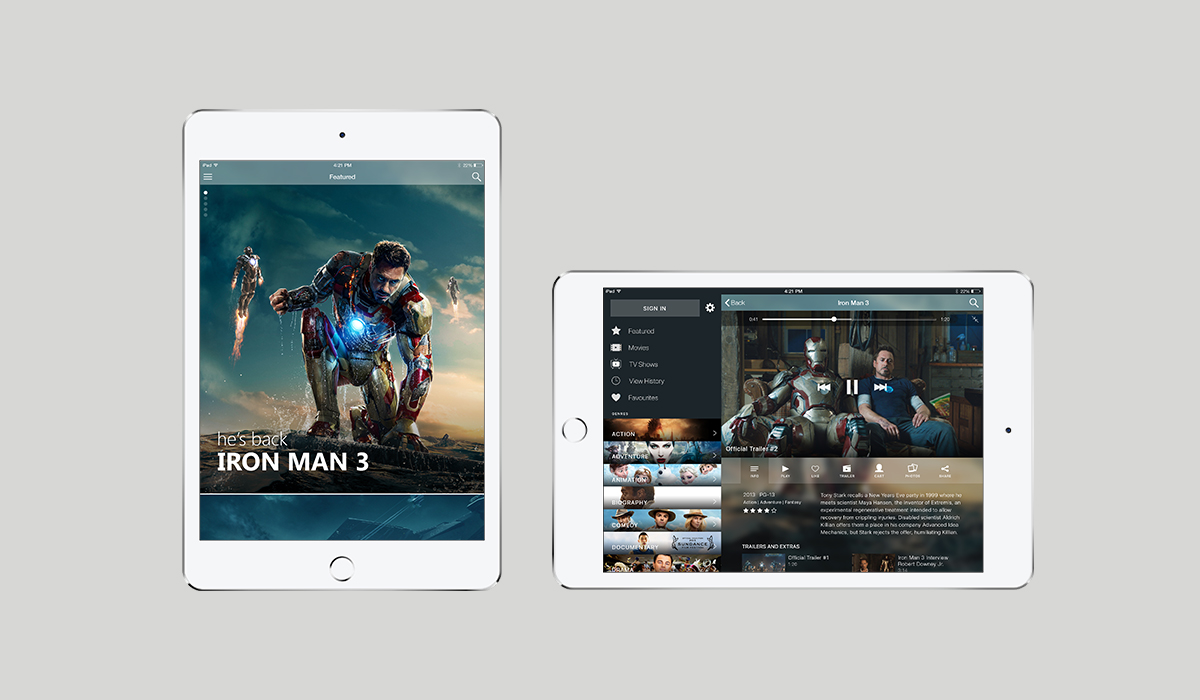 iPad
4:21 PM
22%
Featured
he's back
IRON MAN 3
iPad
4:21 PM
22%
SIGN IN
Back
Iron Man 3
0:41
1:20
Featured
Movies
TV Shows
View History
Favourites
GENRES
ACTION
ADVENTURE
ANIMATION
BIOGRAPHY
COMEDY
DOCUMENTARY
SUNDANCE
DRAMA
Official Trailer #2
INFO
PLAY
LIKE
TRAILER
CAST
PHOTOS
SHARE
2013 PG-13
Action | Adventure | Fantasy
Tony Stark recalls a New Years Eve party in 1999 where he
meets scientist Maya Hansen, the inventor of Extremis, an
experimental regenerative treatment intended to allow
recovery from crippling injuries. Disabled scientist Aldrich
Killian offers them a place in his company Advanced Idea
Mechanics, but Stark rejects the offer, humiliating Killian.
TRAILERS AND EXTRAS
Official Trailer #1
1:20
Iron Man 3 Interview
Robert Downey Jr.
3:14